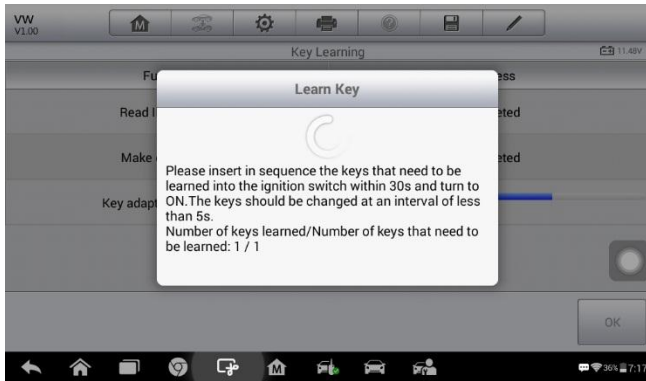 VW
V1.00
Key Learning
11.48V
Learn Key
Read
Make
Key adapt
Please insert in sequence the keys that need to be
learned into the ignition switch within 30s and turn to
ON.The keys should be changed at an interval of less
than 5s.
Number of keys learned/Number of keys that need to
be learned: 1 / 1
OK
36% 7:17